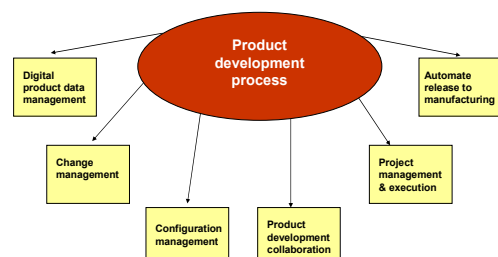 Product
development
process
Digital
product data
management
Automate
release to
manufacturing
Change
management
Project
management
& execution
Configuration
management
Product
development
collaboration